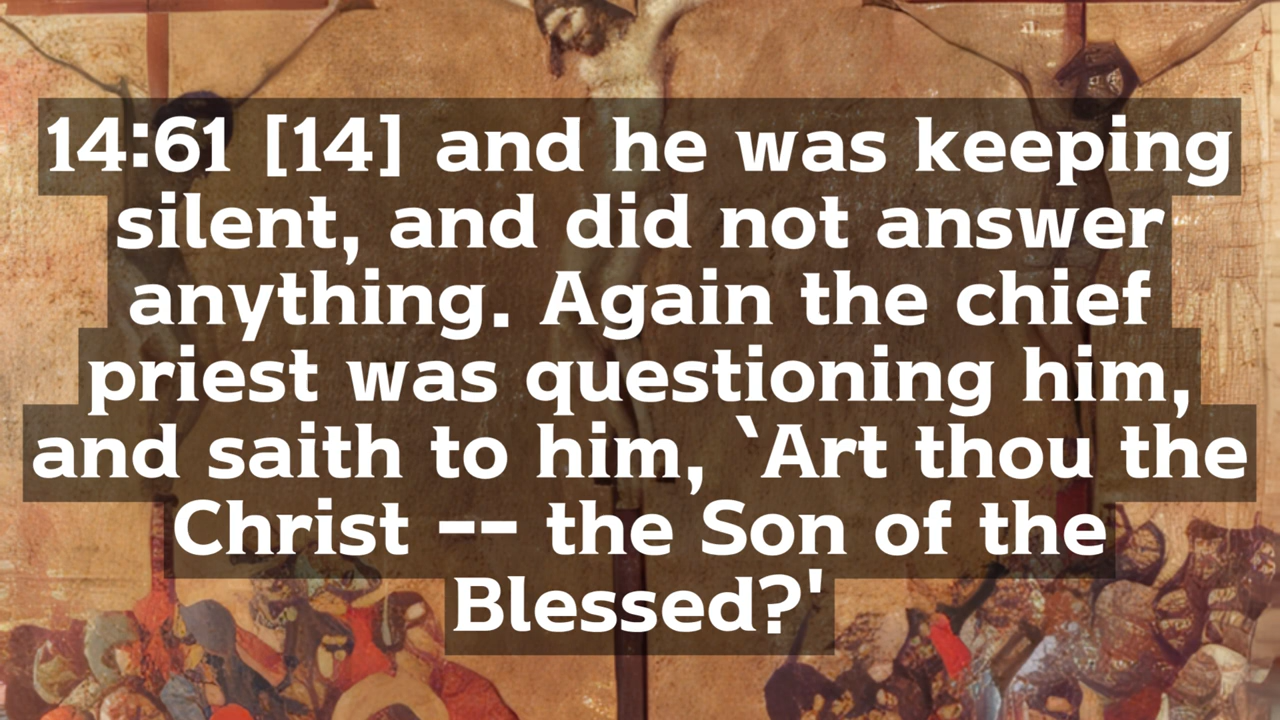 14:61 [14] and he was keeping
silent, and did not answer
anything. Again the chief
priest was questioning him,
and saith to him, `Art thou the
Christ -- the Son of the
Blessed?'